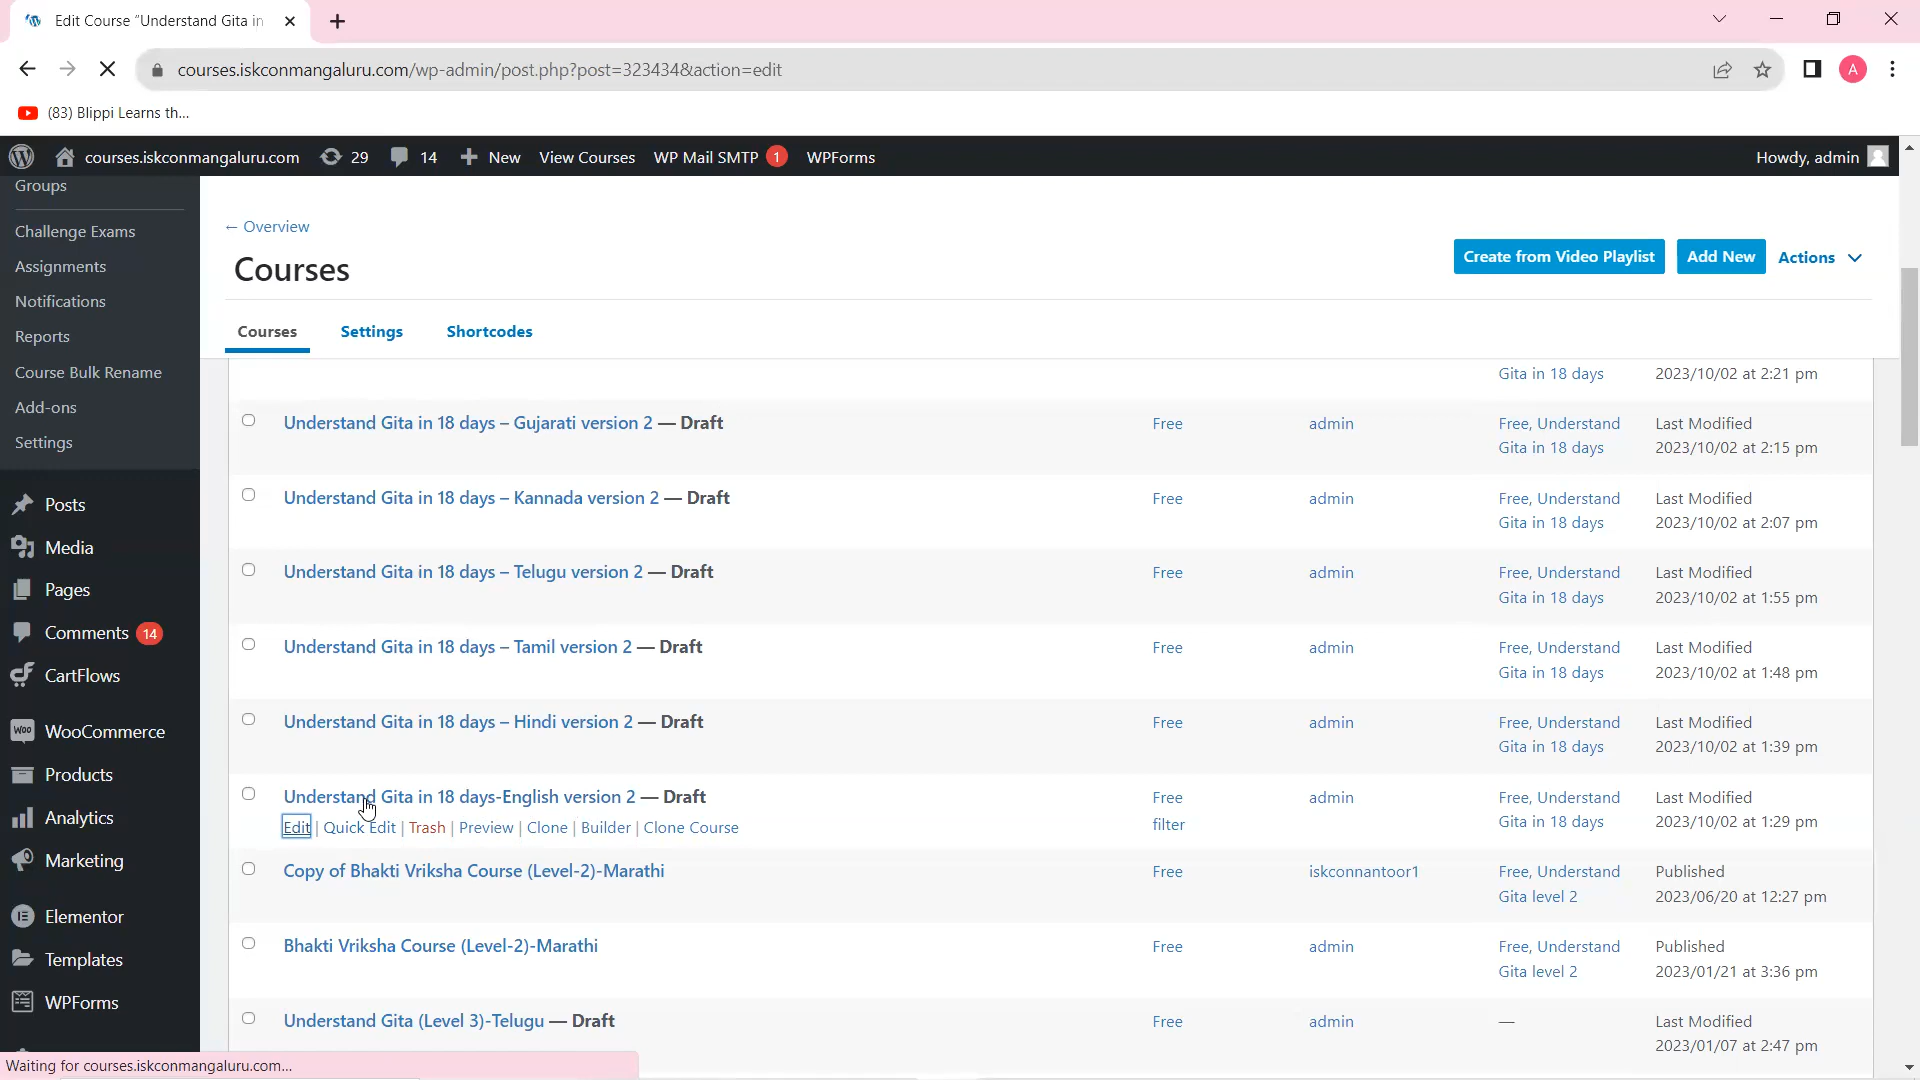 Edit Course "Understand Gita in
courses.iskconmangaluru.com/wp-admin/post.php?post=323434&action=edit
A
(83) Blippi Learns th...
courses.iskconmangaluru.com 29 14 New View Courses WP Mail SMTP 1 WPForms Howdy, admin
Groups
Challenge Exams
Assignments
Notifications
Reports
Course Bulk Rename
Add-ons
Settings
Posts
Media
Pages
Comments 14
CartFlows
Woo WooCommerce
Products
Analytics
Marketing
Elementor
Templates
WPForms
← Overview
Courses
Create from Video Playlist Add New Actions
Courses Settings Shortcodes
Gita in 18 days 2023/10/02 at 2:21 pm
Understand Gita in 18 days – Gujarati version 2 — Draft Free admin Free, Understand Last Modified
Gita in 18 days 2023/10/02 at 2:15 pm
Understand Gita in 18 days – Kannada version 2 — Draft Free admin Free, Understand Last Modified
Gita in 18 days 2023/10/02 at 2:07 pm
Understand Gita in 18 days – Telugu version 2 — Draft Free admin Free, Understand Last Modified
Gita in 18 days 2023/10/02 at 1:55 pm
Understand Gita in 18 days – Tamil version 2 — Draft Free admin Free, Understand Last Modified
Gita in 18 days 2023/10/02 at 1:48 pm
Understand Gita in 18 days – Hindi version 2 — Draft Free admin Free, Understand Last Modified
Gita in 18 days 2023/10/02 at 1:39 pm
Understand Gita in 18 days-English version 2 — Draft Free admin Free, Understand Last Modified
Edit | Quick Edit | Trash | Preview | Clone | Builder | Clone Course filter Gita in 18 days 2023/10/02 at 1:29 pm
Copy of Bhakti Vriksha Course (Level-2)-Marathi Free iskconnantoor1 Free, Understand Published
Gita level 2 2023/06/20 at 12:27 pm
Bhakti Vriksha Course (Level-2)-Marathi Free admin Free, Understand Published
Gita level 2 2023/01/21 at 3:36 pm
Understand Gita (Level 3)-Telugu — Draft Free admin — Last Modified
2023/01/07 at 2:47 pm
Waiting for courses.iskconmangaluru.com...